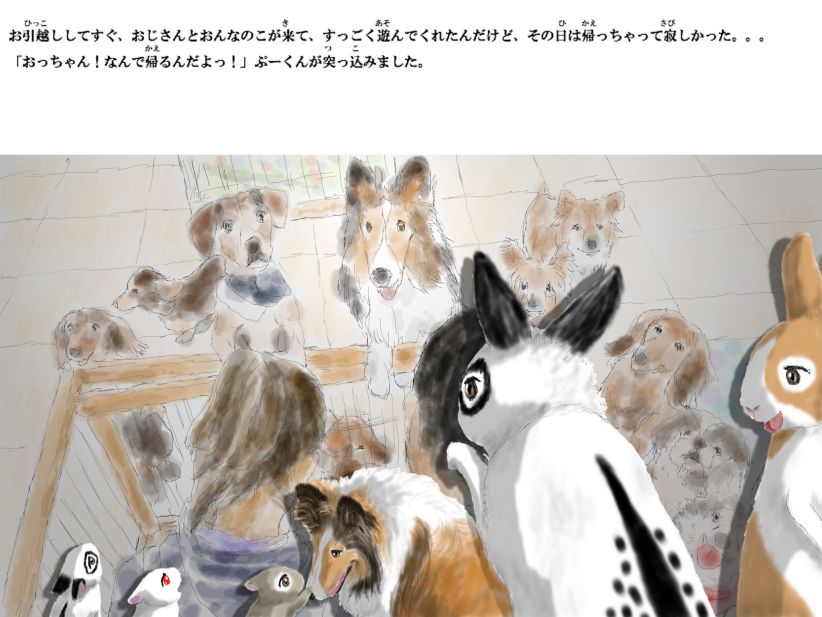 お引越ししてすぐ、おじさんとおんなのこが来て、すっごく遊んでくれたんだけど、その日は帰っちゃって寂しかった。。。
「おっちゃん！なんで帰るんだよっ！」ぷーくんが突っ込みました。